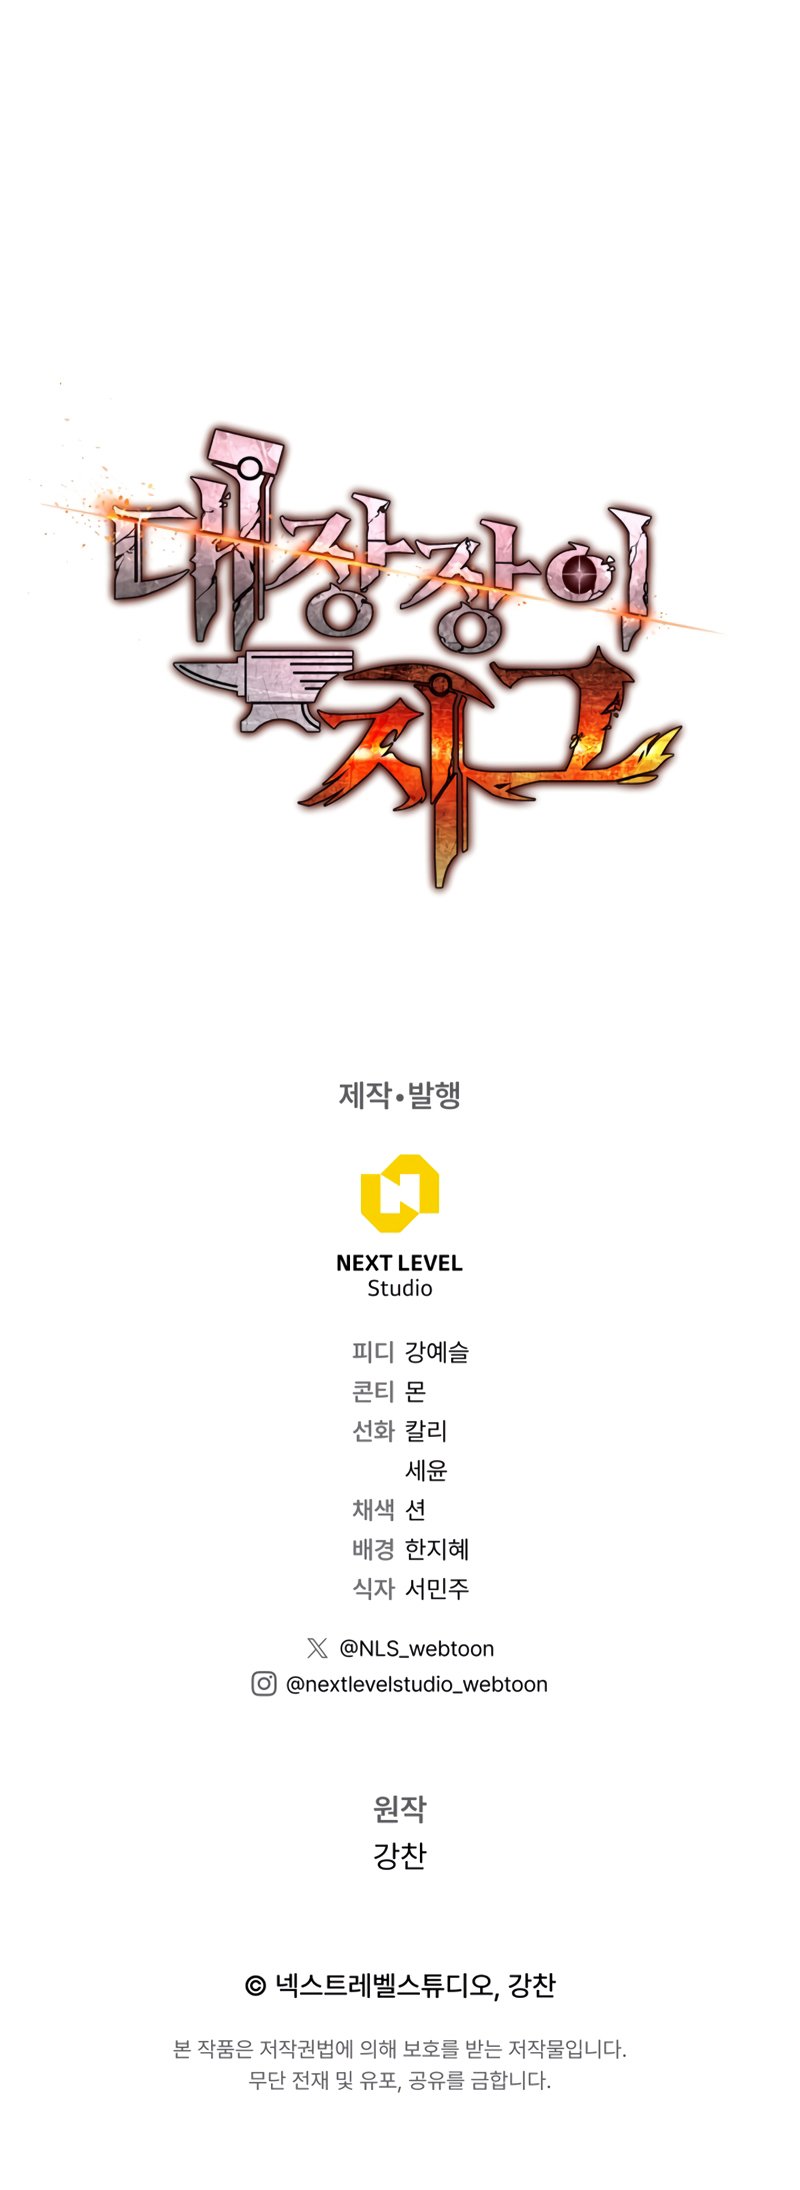 대장장이
지그
제작•발행
NEXT LEVEL
Studio
피디 강예슬
콘티 몬
선화 칼리
세윤
채색 션
배경 한지혜
식자 서민주
@NLS_webtoon
@nextlevelstudio_webtoon
원작
강찬
© 넥스트레벨스튜디오, 강찬
본 작품은 저작권법에 의해 보호를 받는 저작물입니다.
무단 전재 및 유포, 공유를 금합니다.